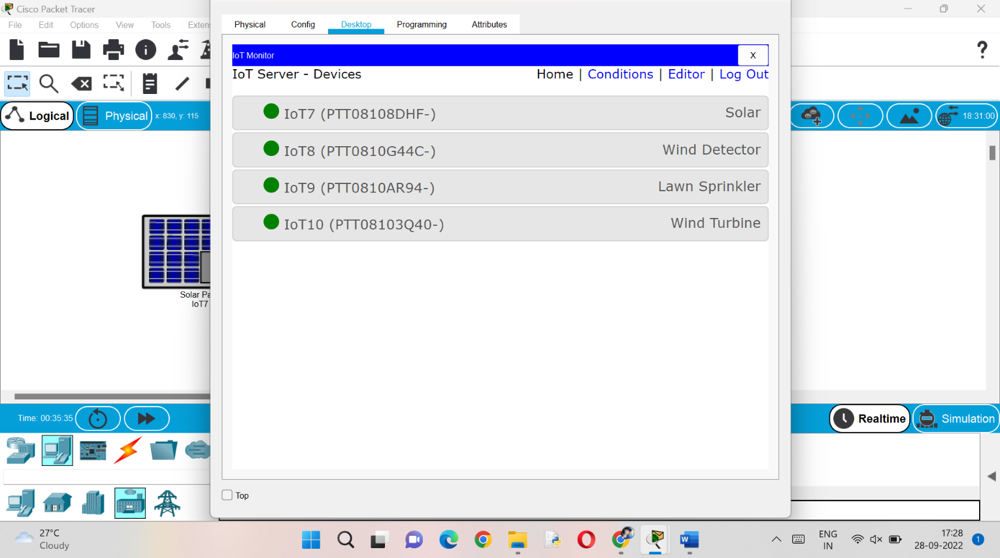 Cisco Packet Tracer
File Edit Options View Tools Exten
Physical Config Desktop Programming Attributes
IoT Monitor X
IoT Server - Devices Home | Conditions | Editor | Log Out
Logical Physical x: 830, y: 115
18:31:00
IoT7 (PTT08108DHF-) Solar
IoT8 (PTT0810G44C-) Wind Detector
IoT9 (PTT0810AR94-) Lawn Sprinkler
IoT10 (PTT08103Q40-) Wind Turbine
Solar Pa
IoT7
Time: 00:35:35 Realtime Simulation
Top
27°C
Cloudy
ENG
IN
17:28
28-09-2022
1